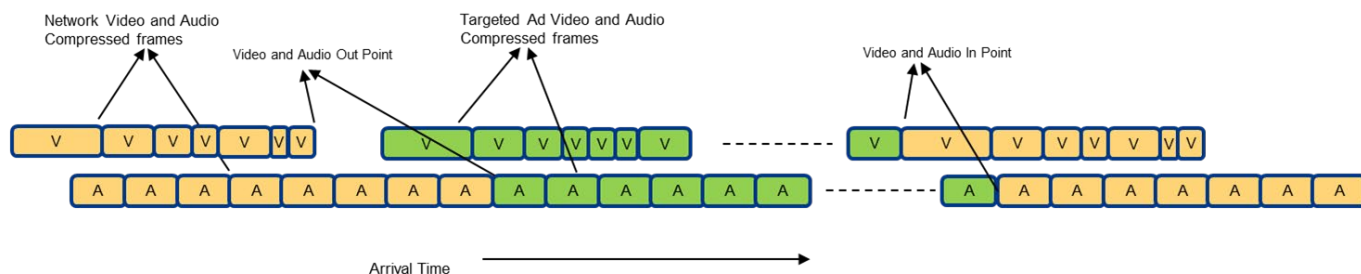 Network Video and Audio
Compressed frames
Video and Audio Out Point
Targeted Ad Video and Audio
Compressed frames
Video and Audio In Point
V V V V V V V V V V V V V V V V V V V V V V
A A A A A A A A A A A A A A A A A A A A A A
Arrival Time